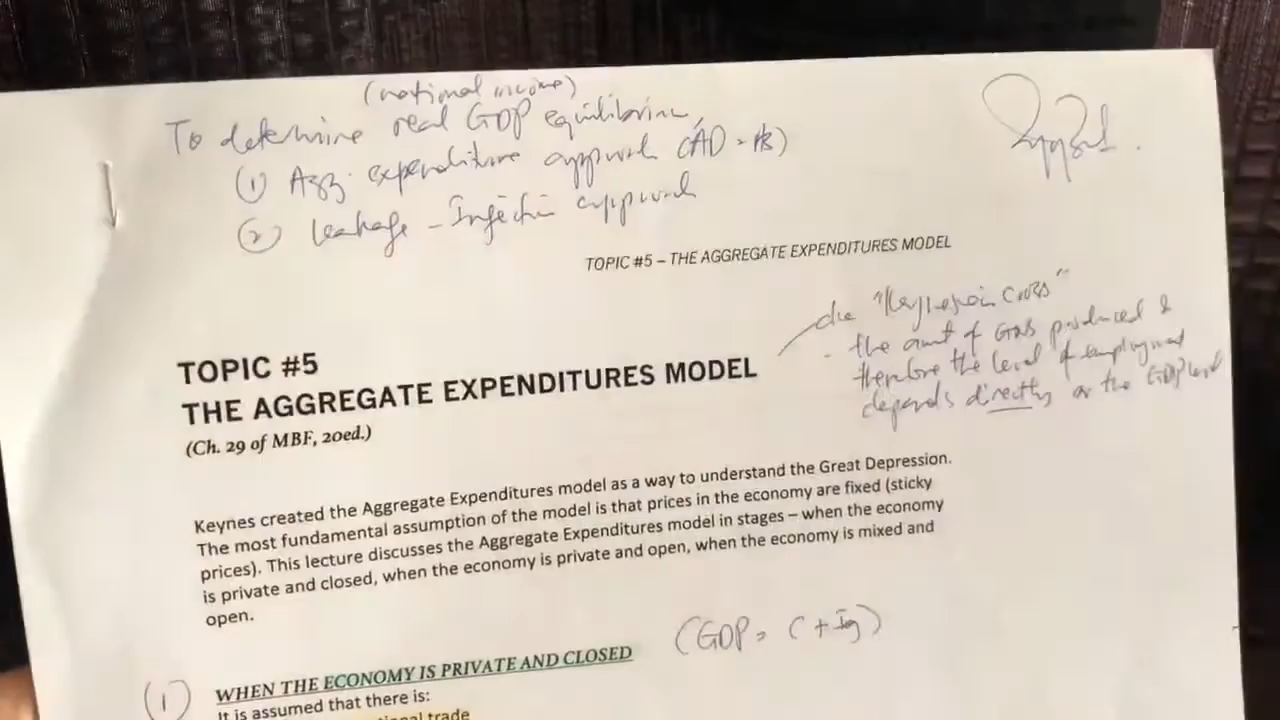 (national income)
To determine real GDP equilibrium,
① Agg. expenditure approach (AD = AS)
② Leakage – Injection approach
TOPIC #5 – THE AGGREGATE EXPENDITURES MODEL
"Keynesian Cross"
- the amt of G&S produced &
therefore the level of employment
depends directly on the GDP level
TOPIC #5
THE AGGREGATE EXPENDITURES MODEL
(Ch. 29 of MBF, 20ed.)
Keynes created the Aggregate Expenditures model as a way to understand the Great Depression.
The most fundamental assumption of the model is that prices in the economy are fixed (sticky
prices). This lecture discusses the Aggregate Expenditures model in stages – when the economy
is private and closed, when the economy is private and open, when the economy is mixed and
open.
(GDP = C + Ig)
① WHEN THE ECONOMY IS PRIVATE AND CLOSED
It is assumed that there is:
trade